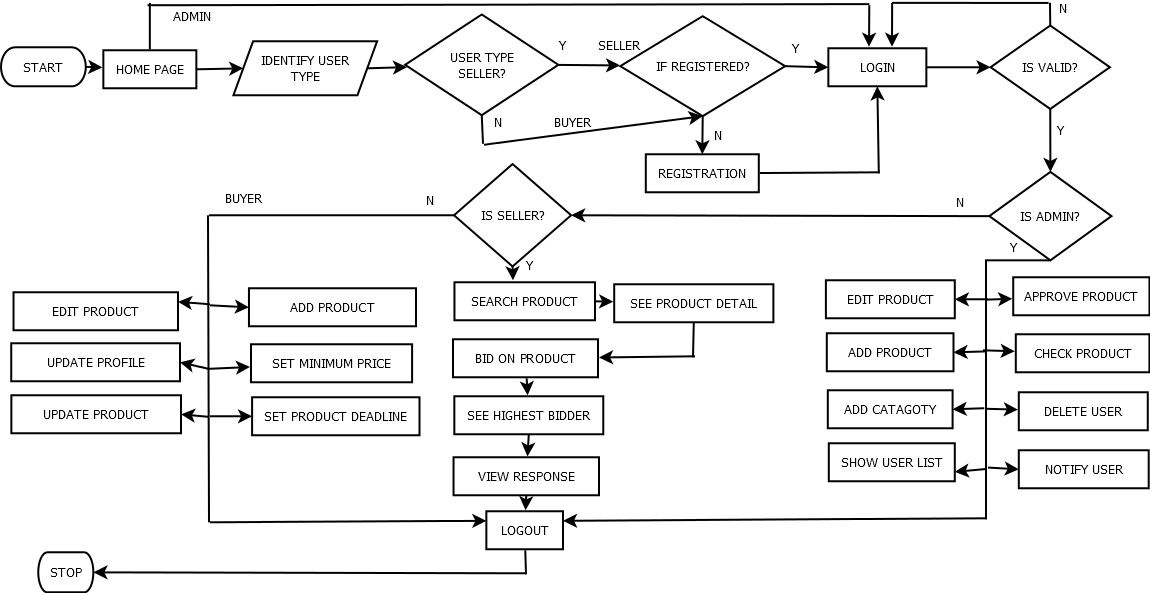 ADMIN
N
START
HOME PAGE
IDENTIFY USER
TYPE
USER TYPE
SELLER?
Y
SELLER
IF REGISTERED?
Y
LOGIN
IS VALID?
N
BUYER
N
Y
REGISTRATION
BUYER
N
IS SELLER?
N
IS ADMIN?
Y
Y
EDIT PRODUCT
ADD PRODUCT
SEARCH PRODUCT
SEE PRODUCT DETAIL
EDIT PRODUCT
APPROVE PRODUCT
UPDATE PROFILE
SET MINIMUM PRICE
BID ON PRODUCT
ADD PRODUCT
CHECK PRODUCT
UPDATE PRODUCT
SET PRODUCT DEADLINE
SEE HIGHEST BIDDER
ADD CATAGOTY
DELETE USER
VIEW RESPONSE
SHOW USER LIST
NOTIFY USER
LOGOUT
STOP